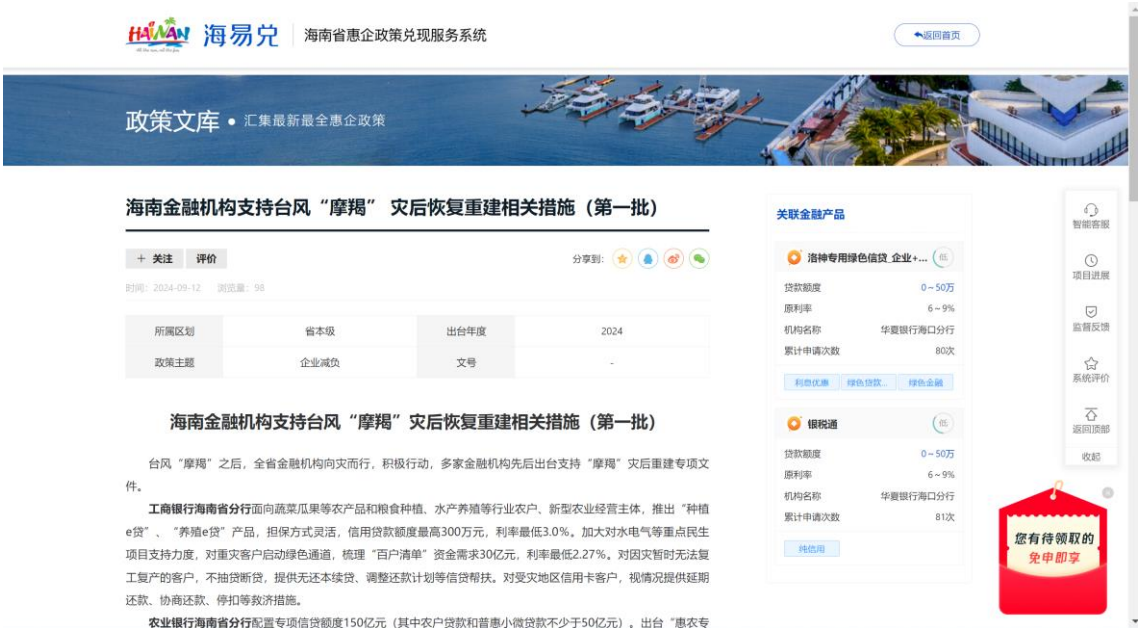 HAINAN 海易兑 海南省惠企政策兑现服务系统 返回首页
政策文库 • 汇集最新最全惠企政策
海南金融机构支持台风“摩羯” 灾后恢复重建相关措施（第一批）
+ 关注 评价 分享到:
时间: 2024-09-12 浏览量: 98
所属区划 省本级 出台年度 2024
政策主题 企业减负 文号 -
海南金融机构支持台风“摩羯”灾后恢复重建相关措施（第一批）
台风“摩羯”之后，全省金融机构向灾而行，积极行动，多家金融机构先后出台支持“摩羯”灾后重建专项文
件。
工商银行海南省分行面向蔬菜瓜果等农产品和粮食种植、水产养殖等行业农户、新型农业经营主体，推出“种植
e贷”、“养殖e贷”产品，担保方式灵活，信用贷款额度最高300万元，利率最低3.0%。加大对水电气等重点民生
项目支持力度，对重灾客户启动绿色通道，梳理“百户清单”资金需求30亿元，利率最低2.27%。对因灾暂时无法复
工复产的客户，不抽贷断贷，提供无还本续贷、调整还款计划等信贷帮扶。对受灾地区信用卡客户，视情况提供延期
还款、协商还款、停扣等救济措施。
农业银行海南省分行配置专项信贷额度150亿元（其中农户贷款和普惠小微贷款不少于50亿元）。出台“惠农专
关联金融产品
洛神专用绿色信贷_企业+... 低
贷款额度 0~50万
原利率 6~9%
机构名称 华夏银行海口分行
累计申请次数 80次
利息优惠 绿色贷款... 绿色金融
银税通 低
贷款额度 0~50万
原利率 6~9%
机构名称 华夏银行海口分行
累计申请次数 81次
纯信用
智能客服
项目进展
监督反馈
系统评价
返回顶部
收起
您有待领取的
免申即享